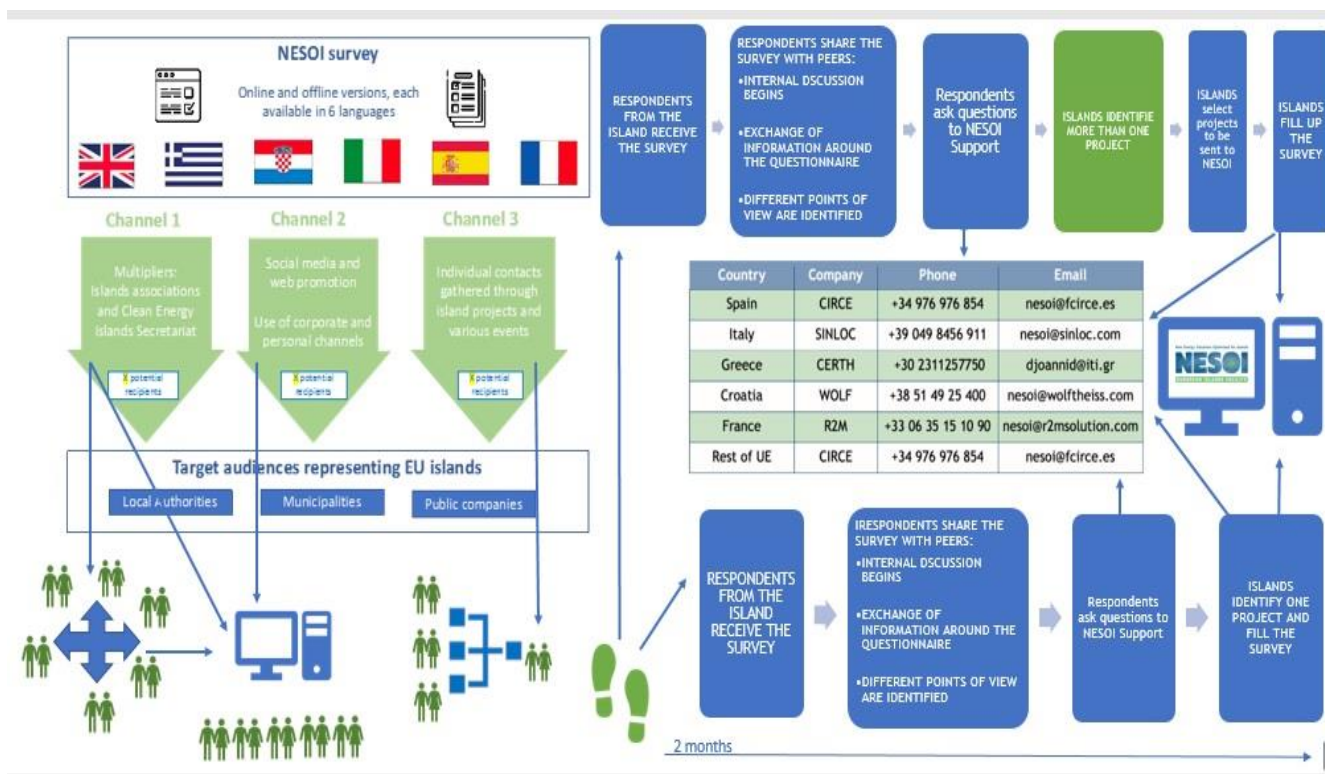 NESOI survey
Online and offline versions, each
available in 6 languages
Channel 1
Multipliers:
Islands associations
and Clean Energy
Islands Secretariat
X potential
recipients
Channel 2
Social media and
web promotion
Use of corporate and
personal channels
X potential
recipients
Channel 3
Individual contacts
gathered through
island projects and
various events
X potential
recipients
Target audiences representing EU islands
Local Authorities
Municipalities
Public companies
RESPONDENTS
FROM THE
ISLAND RECEIVE
THE SURVEY
RESPONDENTS SHARE THE
SURVEY WITH PEERS:
•INTERNAL DSCUSSION
BEGINS
•EXCHANGE OF
INFORMATION AROUND
THE QUESTIONNAIRE
•DIFFERENT POINTS OF
VIEW ARE IDENTIFIED
Respondents
ask questions
to NESOI
Support
ISLANDS IDENTIFIE
MORE THAN ONE
PROJECT
ISLANDS
select
projects
to be
sent to
NESOI
ISLANDS
FILL UP
THE
SURVEY
Country Company Phone Email
Spain CIRCE +34 976 976 854 nesoi@fcirce.es
Italy SINLOC +39 049 8456 911 nesoi@sinloc.com
Greece CERTH +30 2311257750 djoannid@iti.gr
Croatia WOLF +38 51 49 25 400 nesoi@wolftheiss.com
France R2M +33 06 35 15 10 90 nesoi@r2msolution.com
Rest of UE CIRCE +34 976 976 854 nesoi@fcirce.es
NESOI
RESPONDENTS
FROM THE
ISLAND
RECEIVE THE
SURVEY
IRESPONDENTS SHARE THE
SURVEY WITH PEERS:
•INTERNAL DSCUSSION
BEGINS
•EXCHANGE OF
INFORMATION AROUND THE
QUESTIONNAIRE
•DIFFERENT POINTS OF VIEW
ARE IDENTIFIED
Respondents
ask questions to
NESOI Support
ISLANDS
IDENTIFY ONE
PROJECT AND
FILL THE
SURVEY
2 months